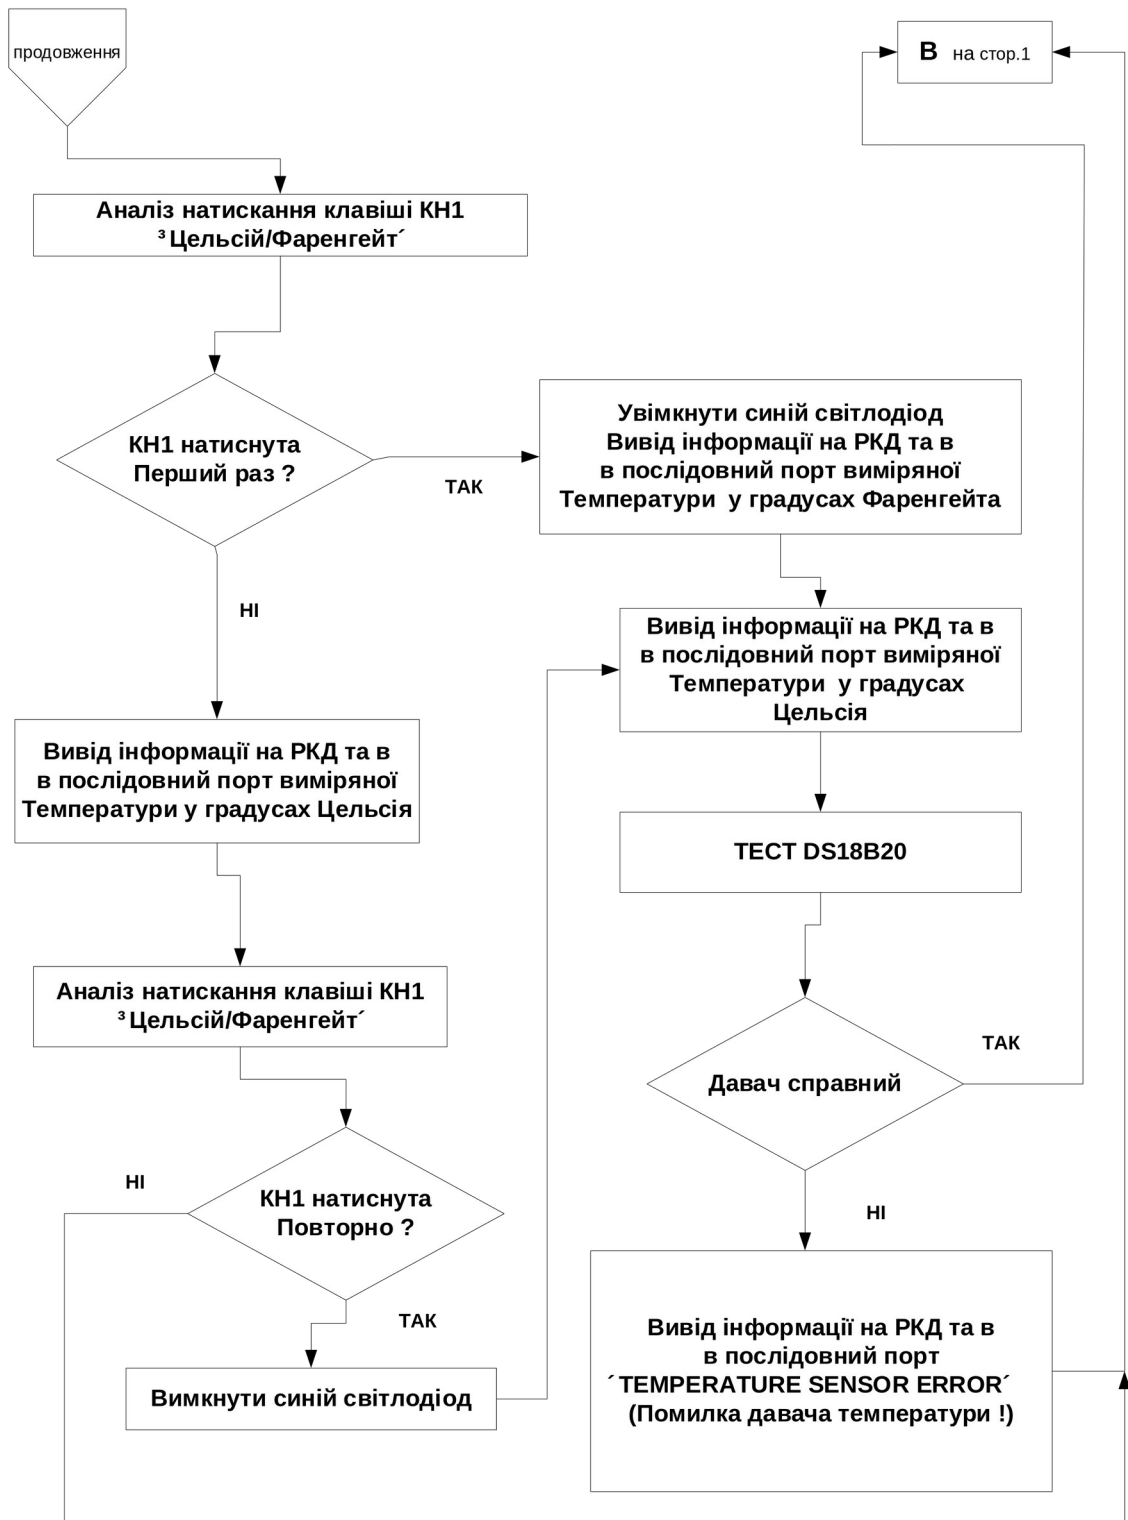 продовження
В на стор.1
Аналіз натискання клавіші КН1
³ Цельсій/Фаренгейт´
КН1 натиснута
Перший раз ?
ТАК
Увімкнути синій світлодіод
Вивід інформації на РКД та в
в послідовний порт виміряної
Температури у градусах Фаренгейта
НІ
Вивід інформації на РКД та в
в послідовний порт виміряної
Температури у градусах
Цельсія
Вивід інформації на РКД та в
в послідовний порт виміряної
Температури у градусах Цельсія
ТЕСТ DS18B20
Аналіз натискання клавіші КН1
³ Цельсій/Фаренгейт´
Давач справний
ТАК
НІ
КН1 натиснута
Повторно ?
НІ
ТАК
Вимкнути синій світлодіод
Вивід інформації на РКД та в
в послідовний порт
´TEMPERATURE SENSOR ERROR´
(Помилка давача температури !)